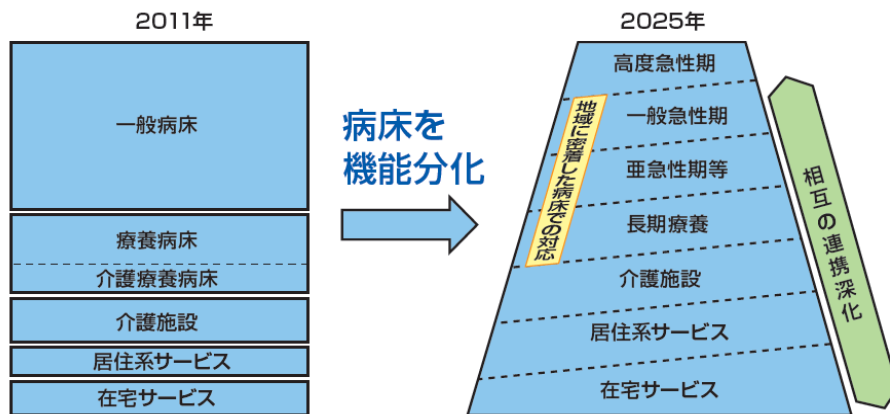 2011年
一般病床
療養病床
介護療養病床
介護施設
居住系サービス
在宅サービス
病床を
機能分化
2025年
高度急性期
一般急性期
亜急性期等
長期療養
介護施設
居住系サービス
在宅サービス
地域に密着した病床での対応
相互の連携深化